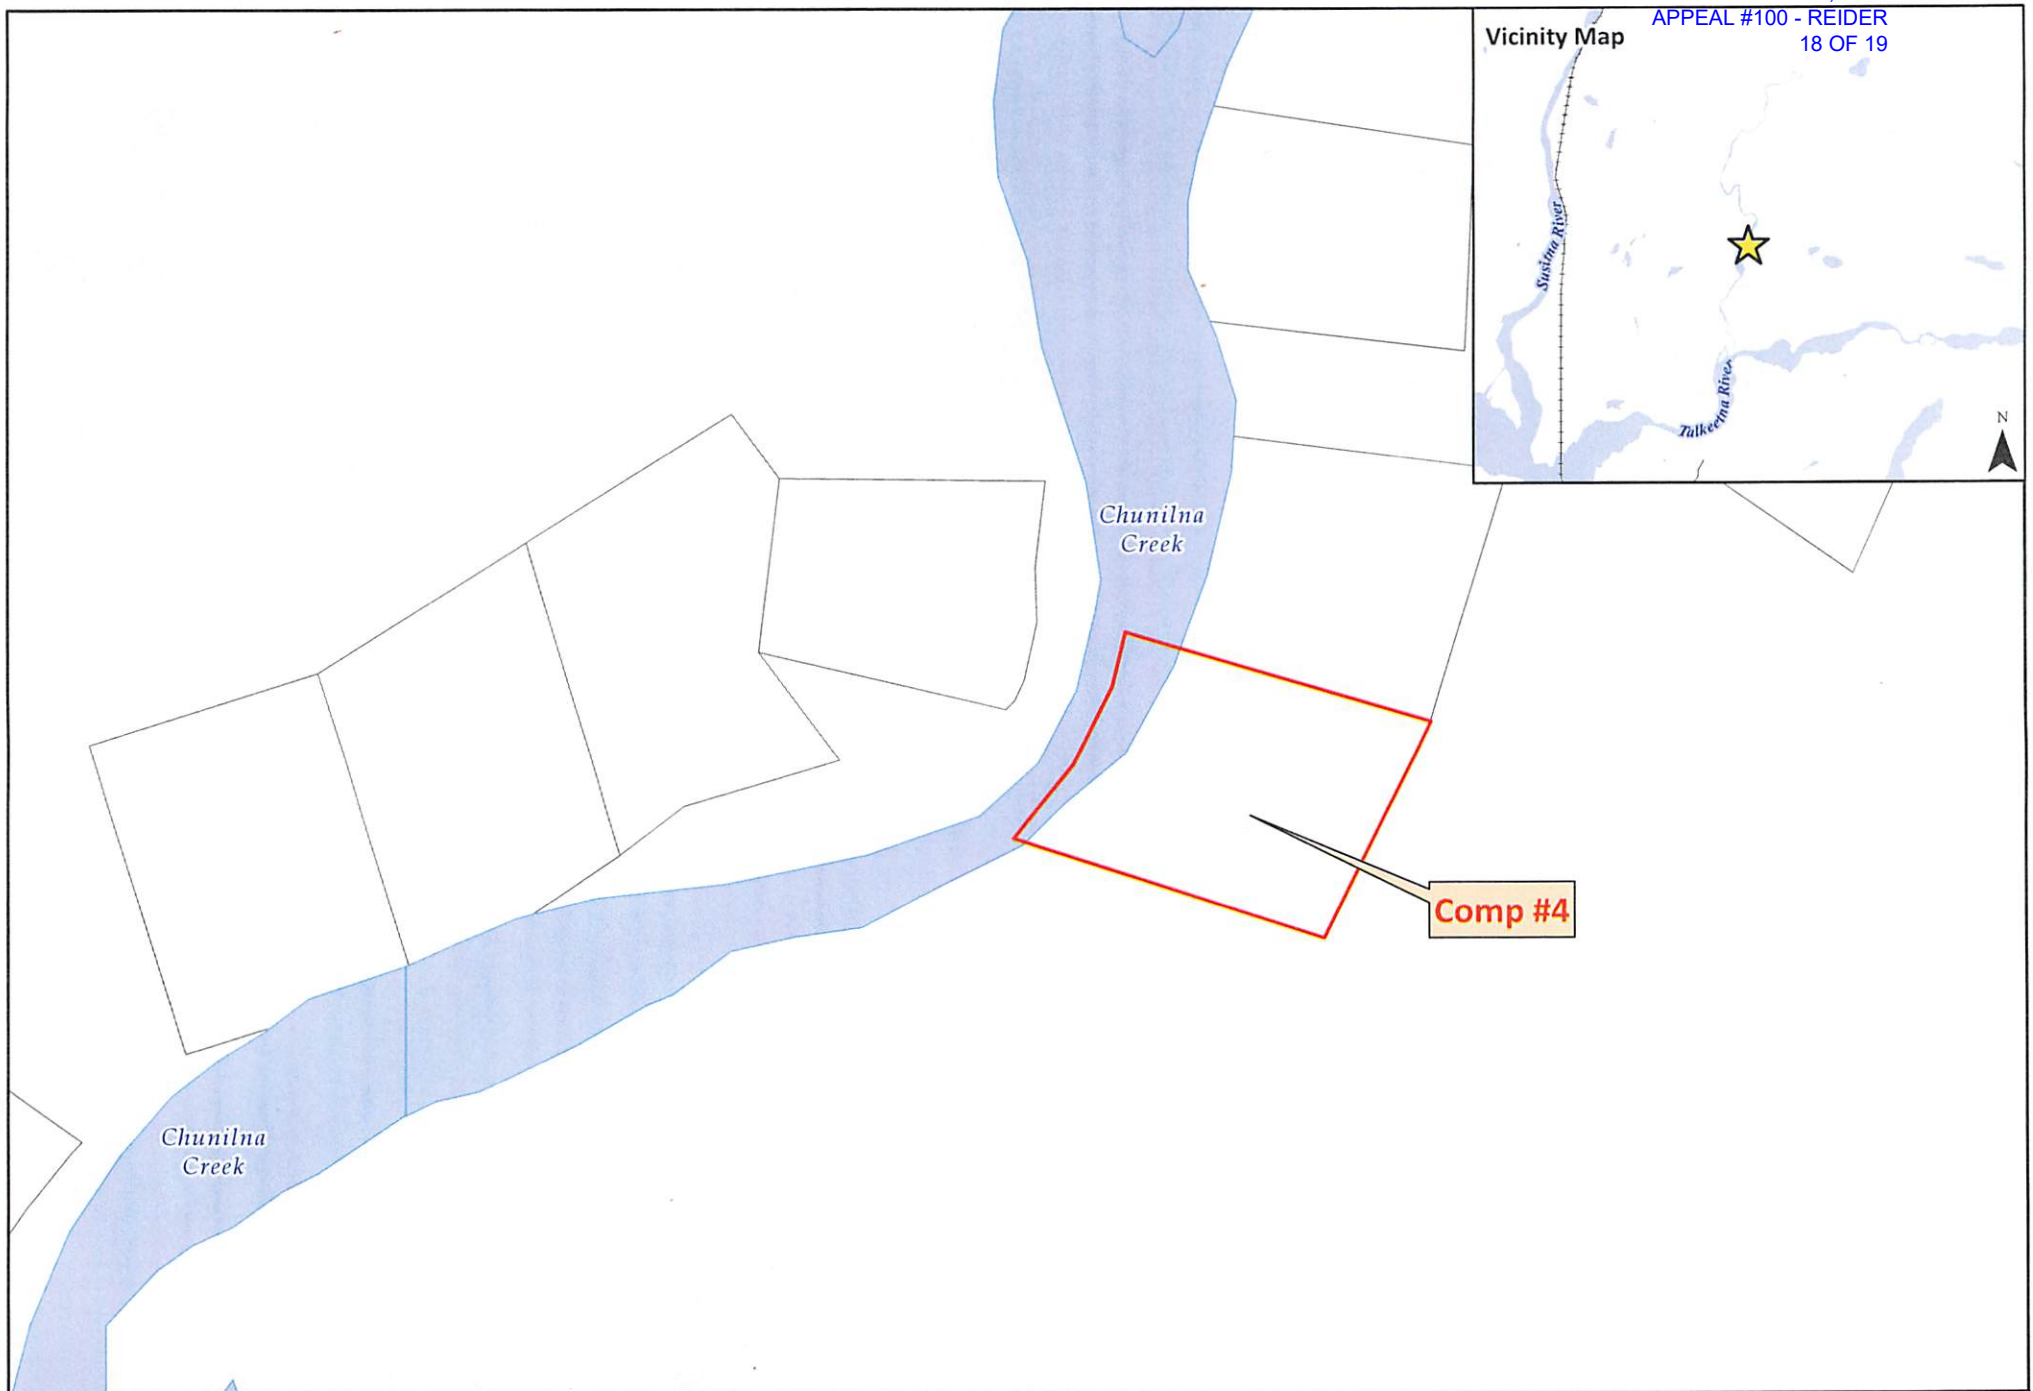 APPEAL #100 - REIDER
18 OF 19
Vicinity Map
Susitna River
Talkeetna River
N
Chunilna
Creek
Comp #4
Chunilna
Creek